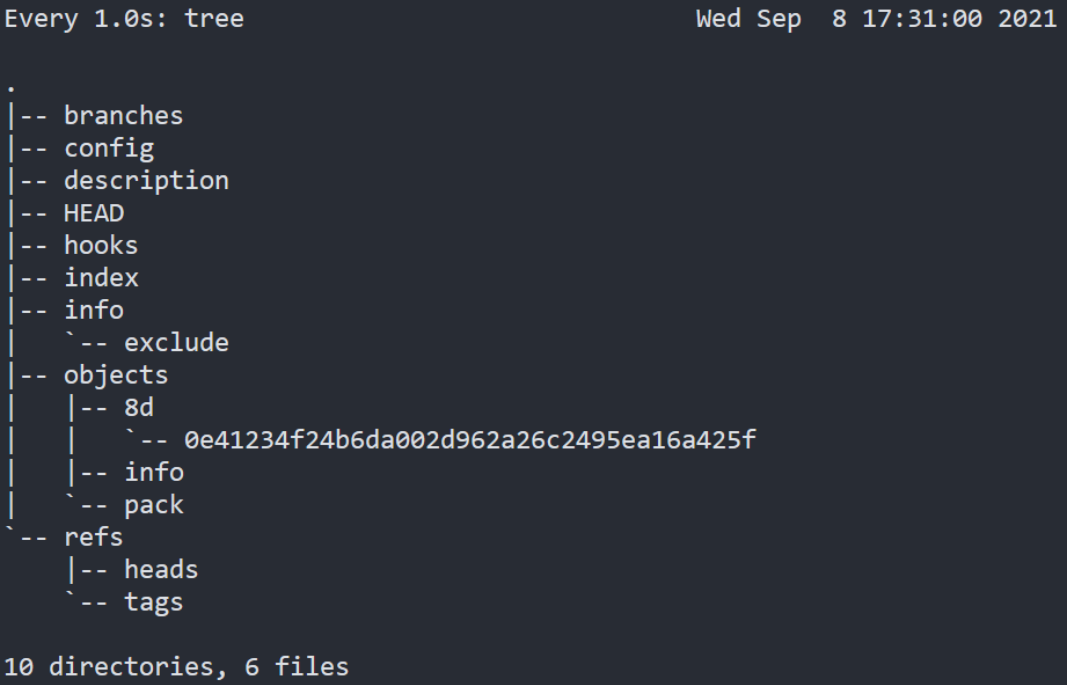 Every 1.0s: tree                              Wed Sep  8 17:31:00 2021

.
|-- branches
|-- config
|-- description
|-- HEAD
|-- hooks
|-- index
|-- info
|   `-- exclude
|-- objects
|   |-- 8d
|   |   `-- 0e41234f24b6da002d962a26c2495ea16a425f
|   |-- info
|   `-- pack
`-- refs
    |-- heads
    `-- tags

10 directories, 6 files